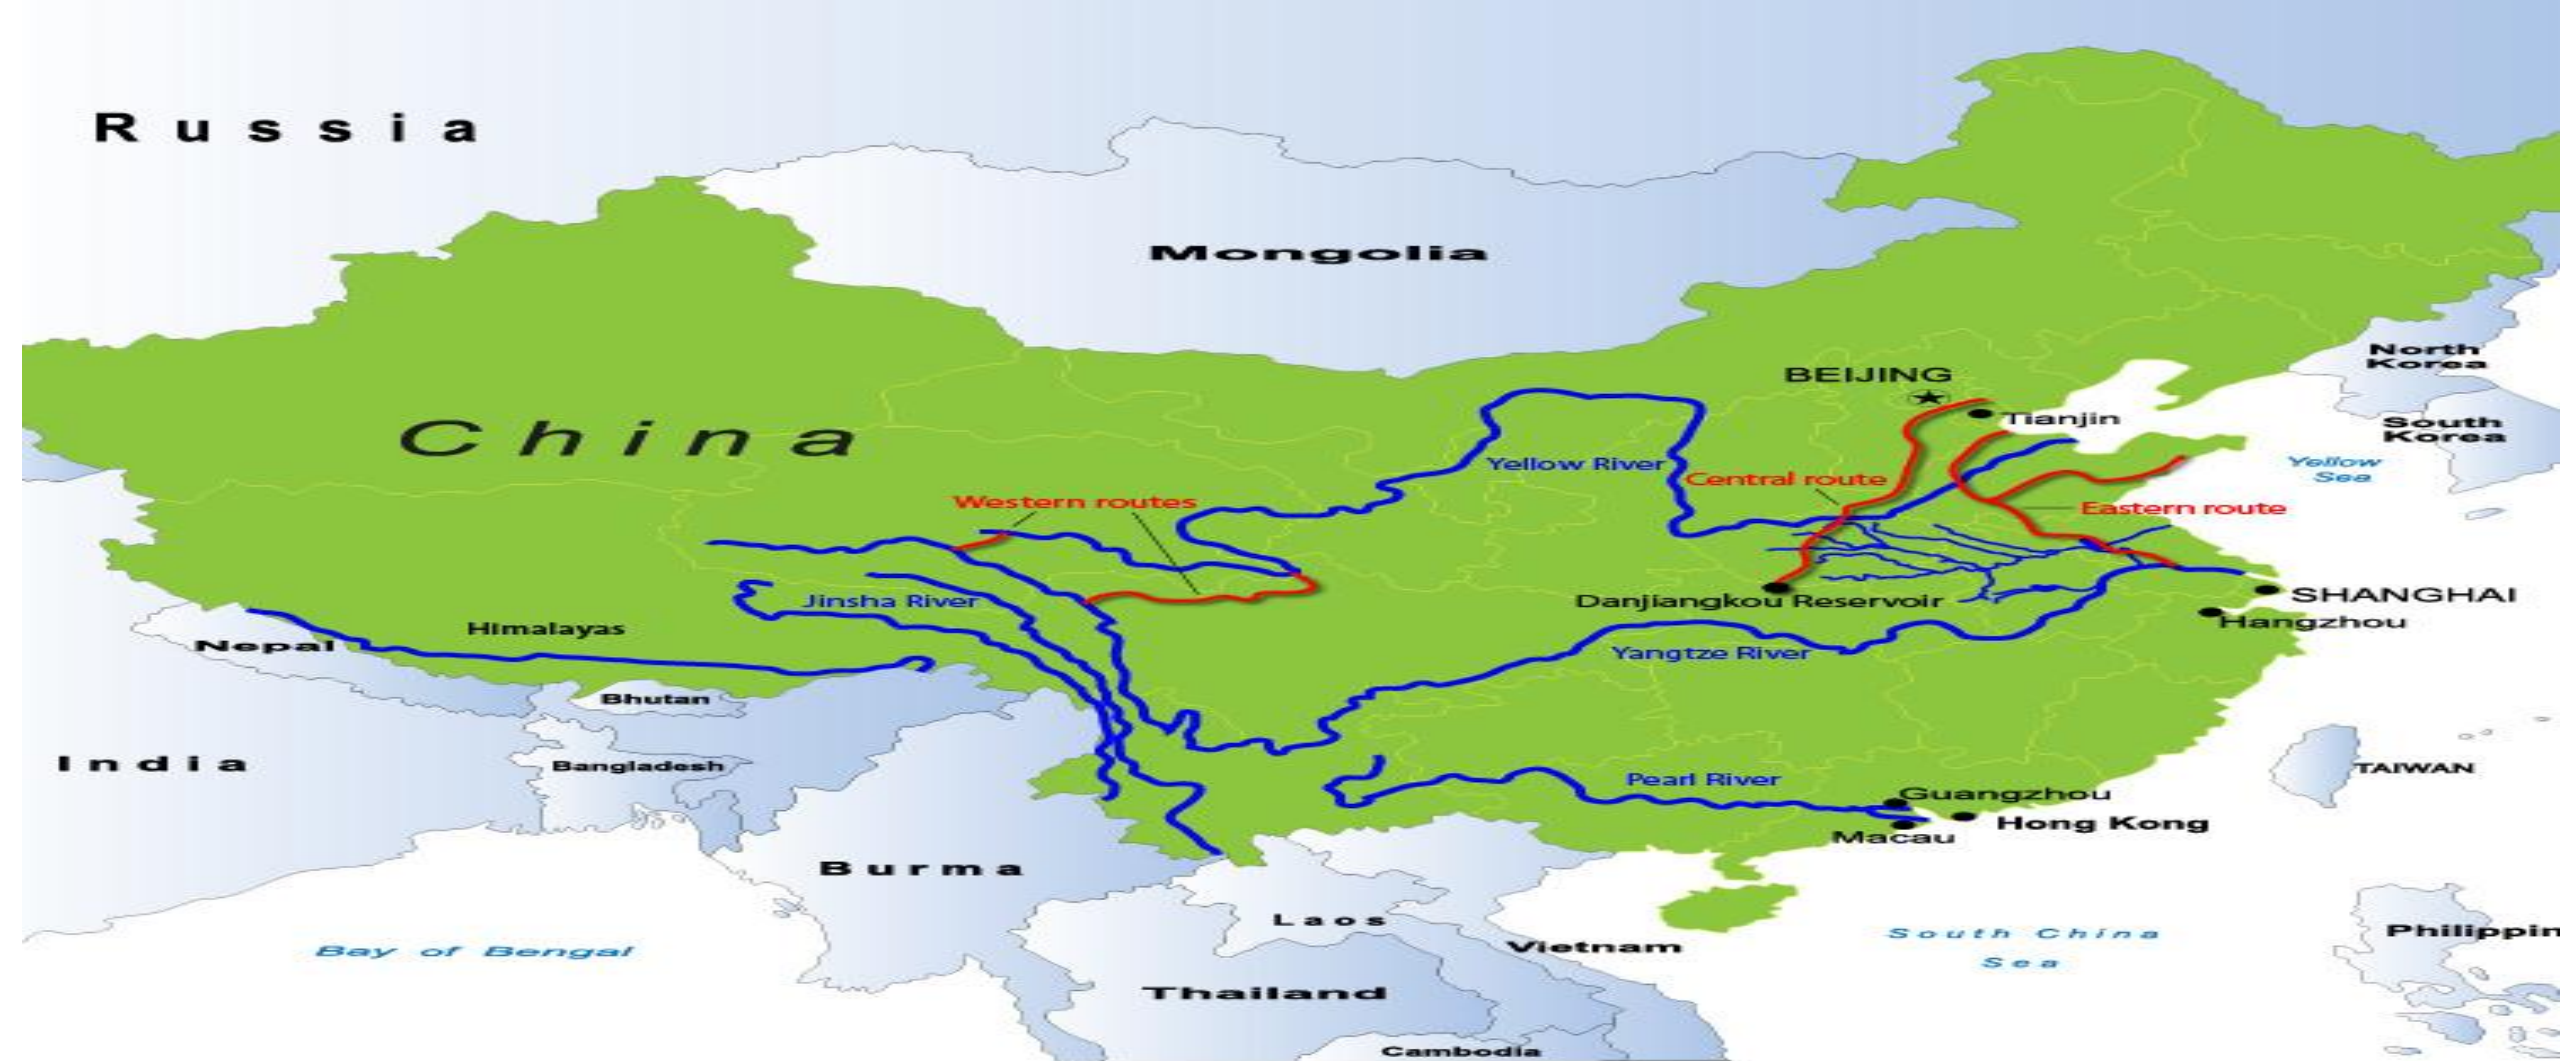 Russia
Mongolia
North
Korea
BEIJING
Tianjin
South
Korea
China
Yellow River
Central route
Yellow
Sea
Western routes
Eastern route
Jinsha River
Danjiangkou Reservoir
SHANGHAI
Hangzhou
Himalayas
Nepal
Yangtze River
Bhutan
India
Bangladesh
TAIWAN
Pearl River
Guangzhou
Hong Kong
Macau
Burma
Laos
Vietnam
South China
Sea
Philippin
Bay of Bengal
Thailand
Cambodia